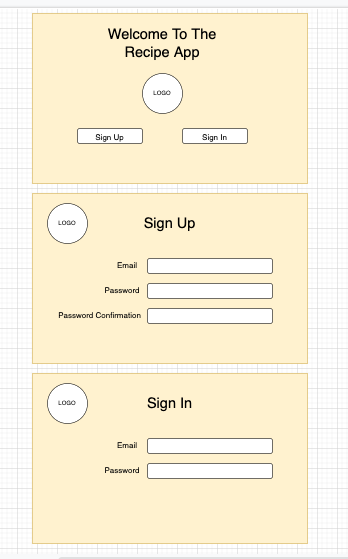 Welcome To The
Recipe App
LOGO
Sign Up
Sign In
LOGO
Sign Up
Email
Password
Password Confirmation
LOGO
Sign In
Email
Password